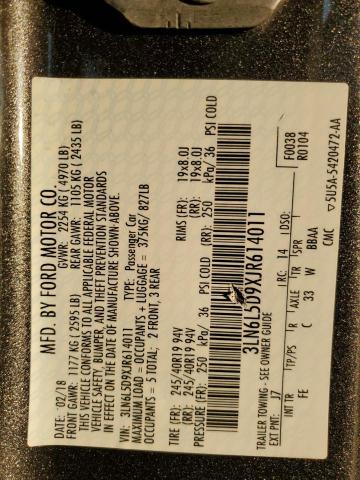 MFD. BY FORD MOTOR CO.
DATE: 02/18 GVWR: 2254 KG ( 4970 LB)
FRONT GAWR: 1177 KG ( 2595 LB) REAR GAWR: 1105 KG ( 2435 LB)
THIS VEHICLE CONFORMS TO ALL APPLICABLE FEDERAL MOTOR
VEHICLE SAFETY, BUMPER, AND THEFT PREVENTION STANDARDS
IN EFFECT ON THE DATE OF MANUFACTURE SHOWN ABOVE.
VIN: 3LN6L5D9XJR614011 TYPE: Passenger Car
MAXIMUM LOAD = OCCUPANTS + LUGGAGE = 375KG/ 827LB
OCCUPANTS = 5 TOTAL: 2 FRONT, 3 REAR
TIRE (FR): 245/40R19 94V RIMS (FR): 19x8.0J
TIRE (RR): 245/40R19 94V (RR): 19x8.0J
PRESSURE (FR): 250 kPa/ 36 PSI COLD (RR): 250 kPa/ 36 PSI COLD
3LN6L5D9XJR614011
TRAILER TOWING - SEE OWNER GUIDE F0038
R0104
EXT PNT: J7 RC: 14 DSO:
INT TR TP/PS R AXLE TR SPR
FE C 33 W BBAA
CMC 5U5A-5420472-AA